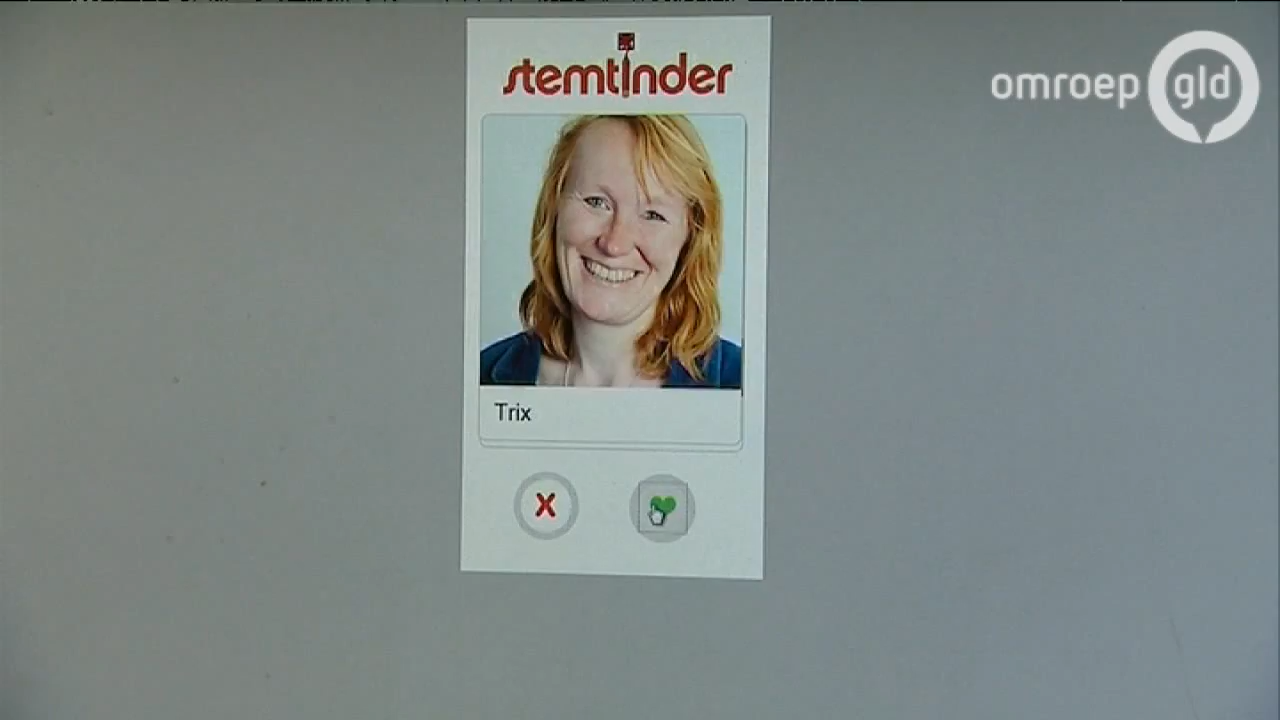 stemtinder
omroep gld
Trix
X